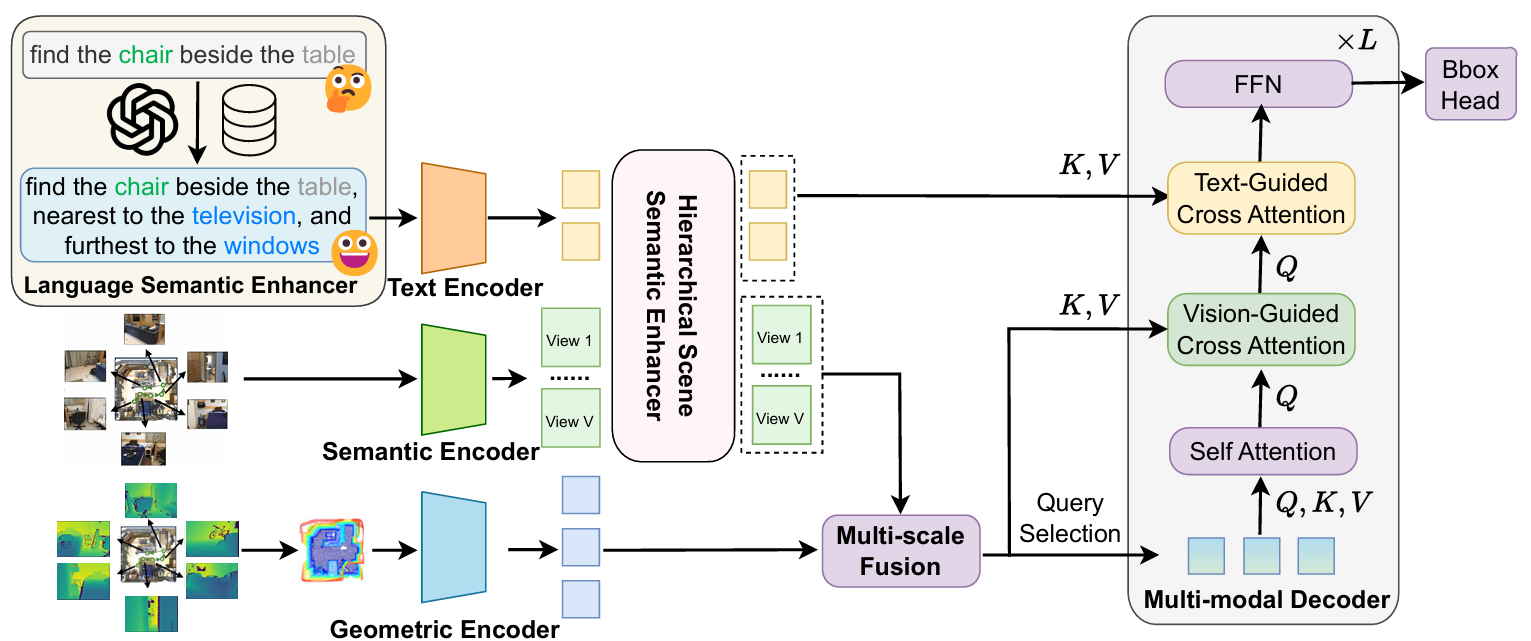 find the chair beside the table
find the chair beside the table,
nearest to the television, and
furthest to the windows
Language Semantic Enhancer
Text Encoder
Semantic Encoder
Geometric Encoder
View 1
......
View V
Hierarchical Scene
Semantic Enhancer
View 1
......
View V
Multi-scale
Fusion
K, V
K, V
Query
Selection
×L
FFN
Text-Guided
Cross Attention
Q
Vision-Guided
Cross Attention
Q
Self Attention
Q, K, V
Multi-modal Decoder
Bbox
Head